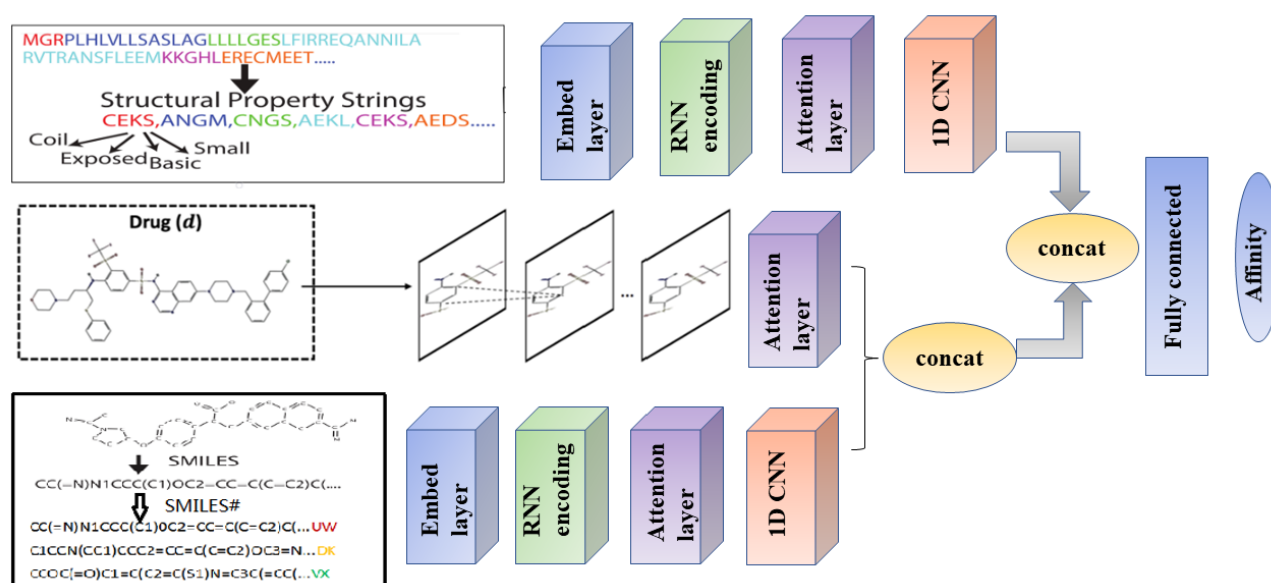 MGRPLHLVLLSASLAGLLLLGESLFIRREQANNILA
RVTRANSFLEEMKKGHLERECMEET.....
Structural Property Strings
CEKS,ANGM,CNGS,AEKL,CEKS,AEDS.....
Coil
Exposed
Basic
Small
Embed
layer
RNN
encoding
Attention
layer
1D CNN
Drug (d)
...
Attention
layer
concat
concat
Fully connected
Affinity
SMILES
CC(=N)N1CCC(C1)OC2=CC=C(C=C2)C(....
SMILES#
CC(=N)N1CCC(C1)OC2=CC=C(C=C2)C(...UW
C1CCN(CC1)CCC2=CC=C(C=C2)OC3=N...DK
CCOC(=O)C1=C(C2=C(S1)N=C3C(=CC(...VX
Embed
layer
RNN
encoding
Attention
layer
1D CNN